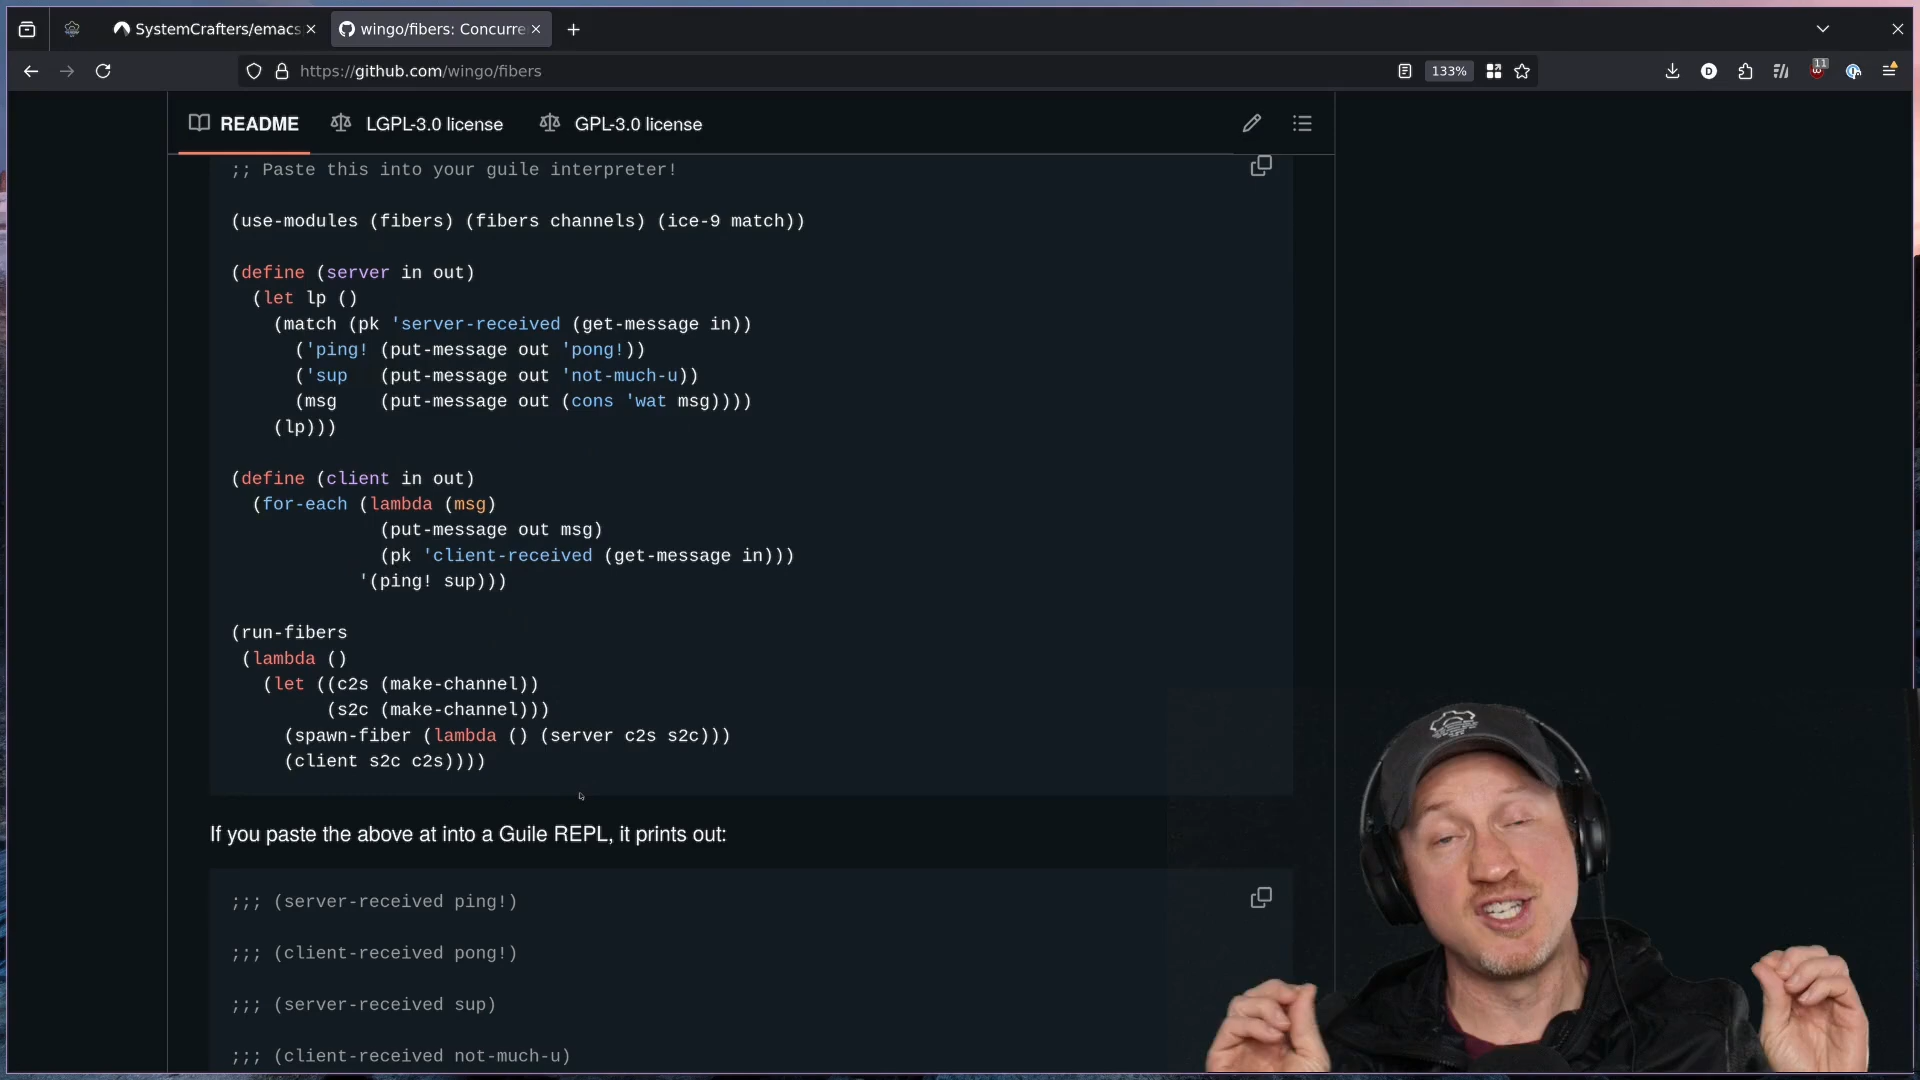 SystemCrafters/emacs
wingo/fibers: Concurre
https://github.com/wingo/fibers
133%
11
README
LGPL-3.0 license
GPL-3.0 license
;; Paste this into your guile interpreter!
(use-modules (fibers) (fibers channels) (ice-9 match))
(define (server in out)
  (let lp ()
    (match (pk 'server-received (get-message in))
      ('ping! (put-message out 'pong!))
      ('sup   (put-message out 'not-much-u))
      (msg    (put-message out (cons 'wat msg))))
    (lp)))
(define (client in out)
  (for-each (lambda (msg)
              (put-message out msg)
              (pk 'client-received (get-message in)))
            '(ping! sup)))
(run-fibers
 (lambda ()
   (let ((c2s (make-channel))
         (s2c (make-channel)))
     (spawn-fiber (lambda () (server c2s s2c)))
     (client s2c c2s))))
If you paste the above at into a Guile REPL, it prints out:
;;; (server-received ping!)
;;; (client-received pong!)
;;; (server-received sup)
;;; (client-received not-much-u)